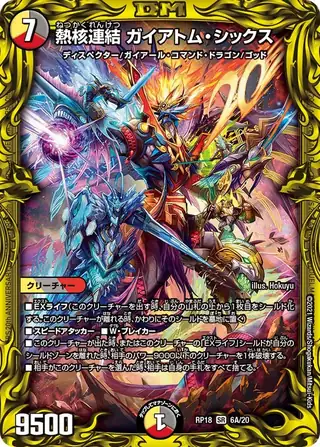 DM
7
ねつかくれんけつ
熱核連結 ガイアトム・シックス
ディスペクター/ガイアール・コマンド・ドラゴン/ゴッド
illus. Hokuyu
クリーチャー
■EXライフ(このクリーチャーを出す時、自分の山札の上から1枚目をシールド化
する。このクリーチャーが離れる時、かわりにそのシールドを墓地に置く)
■スピードアタッカー ■W・ブレイカー
■このクリーチャーが出た時、またはこのクリーチャーの「EXライフ」シールドが自分の
シールドゾーンを離れた時、相手のパワー9000以下のクリーチャーを1体破壊する。
■相手がこのクリーチャーを選んだ時、相手は自身の手札をすべて捨てる。
9500
1
RP18 SR 6A/20